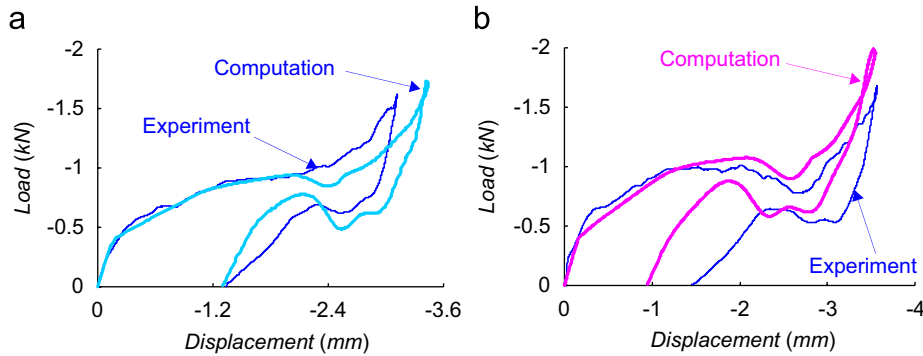 a
-2
-1.5
-1
-0.5
0
Load (kN)
Computation
Experiment
0
-1.2
-2.4
-3.6
Displacement (mm)
b
-2
-1.5
-1
-0.5
0
Load (kN)
Computation
Experiment
0
-1
-2
-3
-4
Displacement (mm)